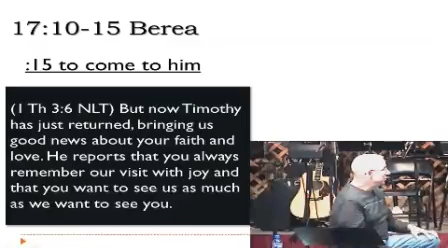 17:10-15 Berea
:15 to come to him
(1 Th 3:6 NLT) But now Timothy
has just returned, bringing us
good news about your faith and
love. He reports that you always
remember our visit with joy and
that you want to see us as much
as we want to see you.